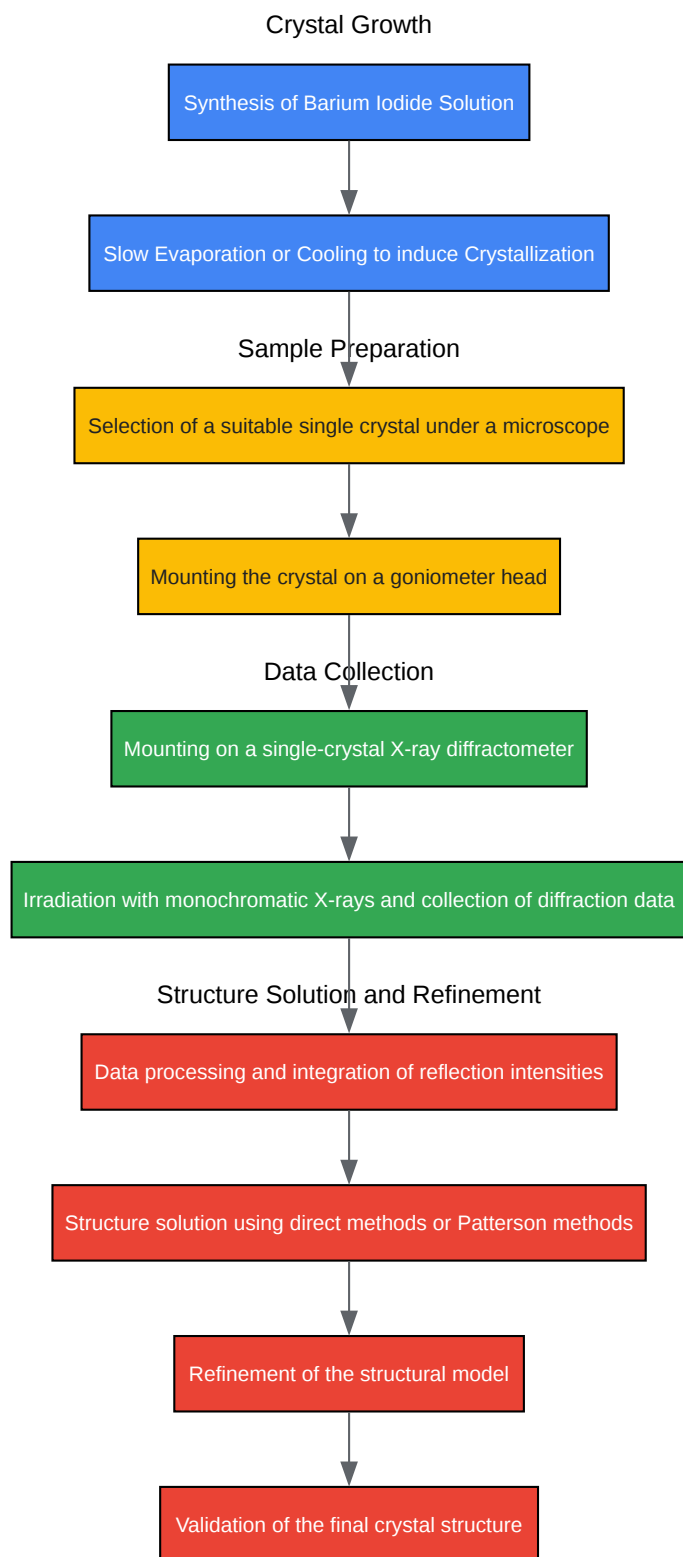 Crystal Growth
Synthesis of Barium Iodide Solution
Slow Evaporation or Cooling to induce Crystallization
Sample Preparation
Selection of a suitable single crystal under a microscope
Mounting the crystal on a goniometer head
Data Collection
Mounting on a single-crystal X-ray diffractometer
Irradiation with monochromatic X-rays and collection of diffraction data
Structure Solution and Refinement
Data processing and integration of reflection intensities
Structure solution using direct methods or Patterson methods
Refinement of the structural model
Validation of the final crystal structure